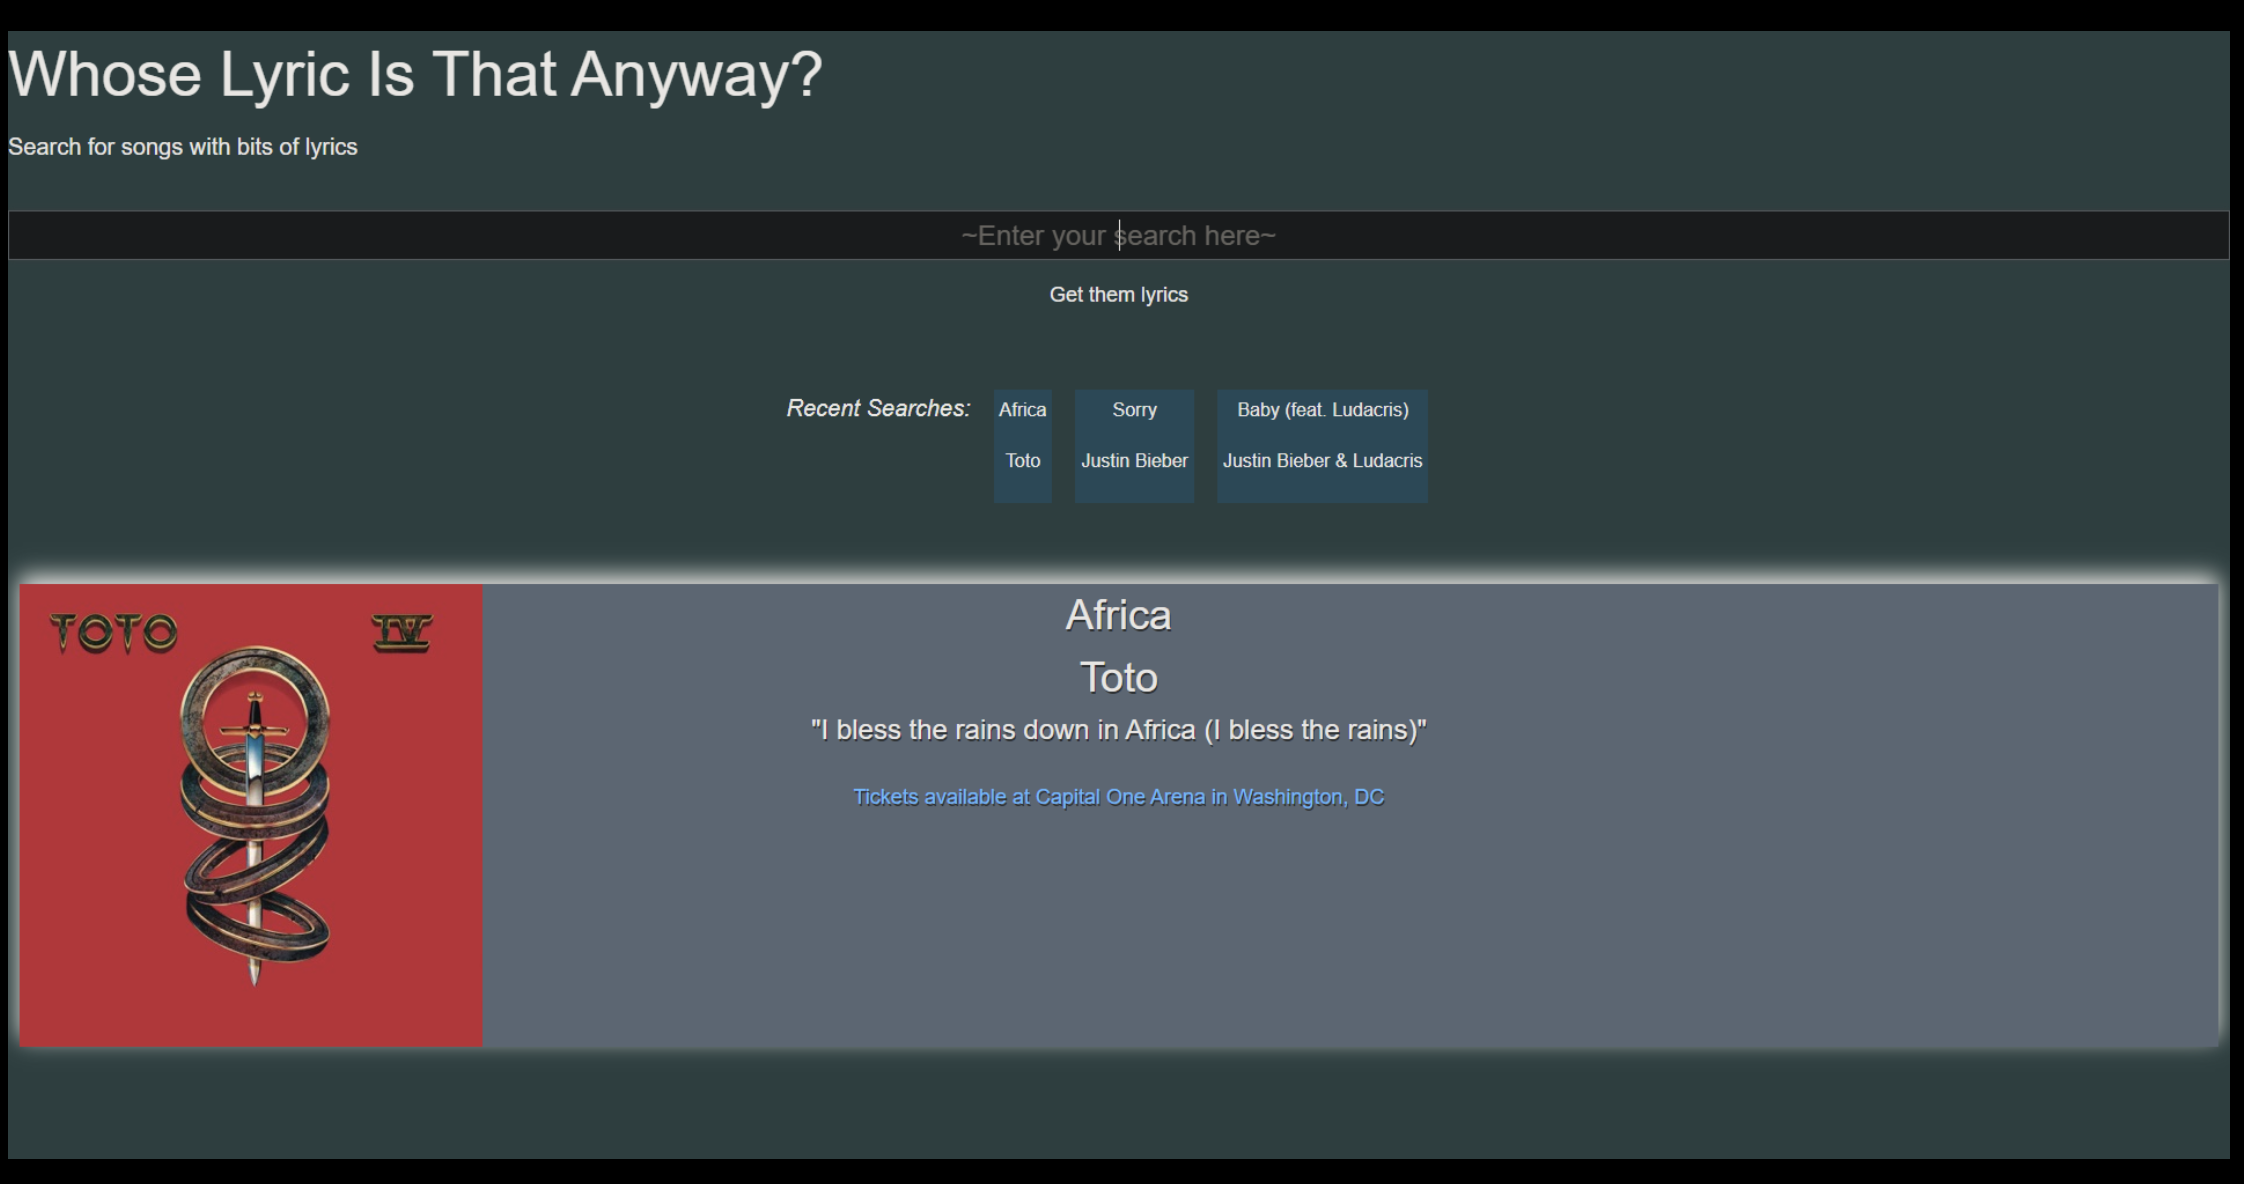 Whose Lyric Is That Anyway?
Search for songs with bits of lyrics
~Enter your search here~
Get them lyrics
Recent Searches:
Africa
Toto
Sorry
Justin Bieber
Baby (feat. Ludacris)
Justin Bieber & Ludacris
TOTO IV
Africa
Toto
"I bless the rains down in Africa (I bless the rains)"
Tickets available at Capital One Arena in Washington, DC